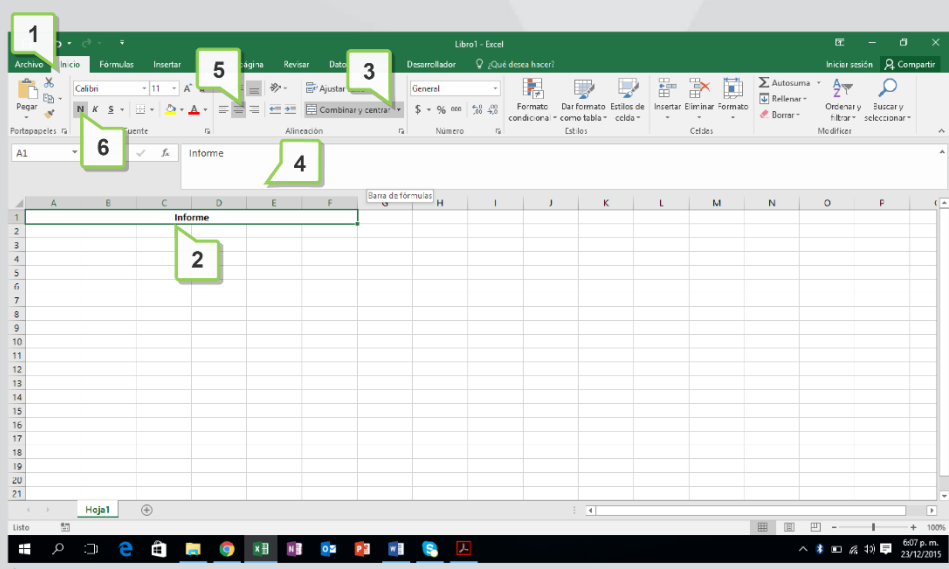 1
Libro1 - Excel
Archivo Inicio Fórmulas Insertar ágina Revisar Dato Desarrollador ¿Qué desea hacer? Iniciar sesión Compartir
5
3
Calibri 11 A Ajustar General Autosuma
Pegar Rellenar
N K S A Combinar y centrar $ % 000 Formato Dar formato Estilos de Insertar Eliminar Formato Borrar Ordenar y Buscar y
condicional como tabla celda filtrar seleccionar
Portapapeles uente Alineación Número Estilos Celdas Modificar
6
A1 fx Informe
4
Barra de fórmulas
A B C D E F G H I J K L M N O P
1 Informe
2
2
3
4
5
6
7
8
9
10
11
12
13
14
15
16
17
18
19
20
21
Hoja1
Listo 100%
6:07 p. m.
23/12/2015